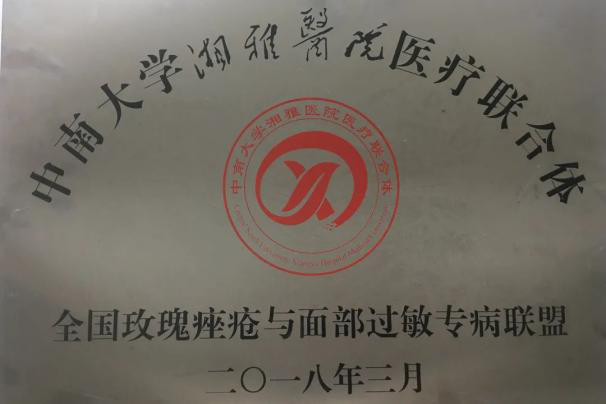 中南大学湘雅醫院医疗联合体
中南大学湘雅医院医疗联合体
全国玫瑰痤疮与面部过敏专病联盟
二〇一八年三月